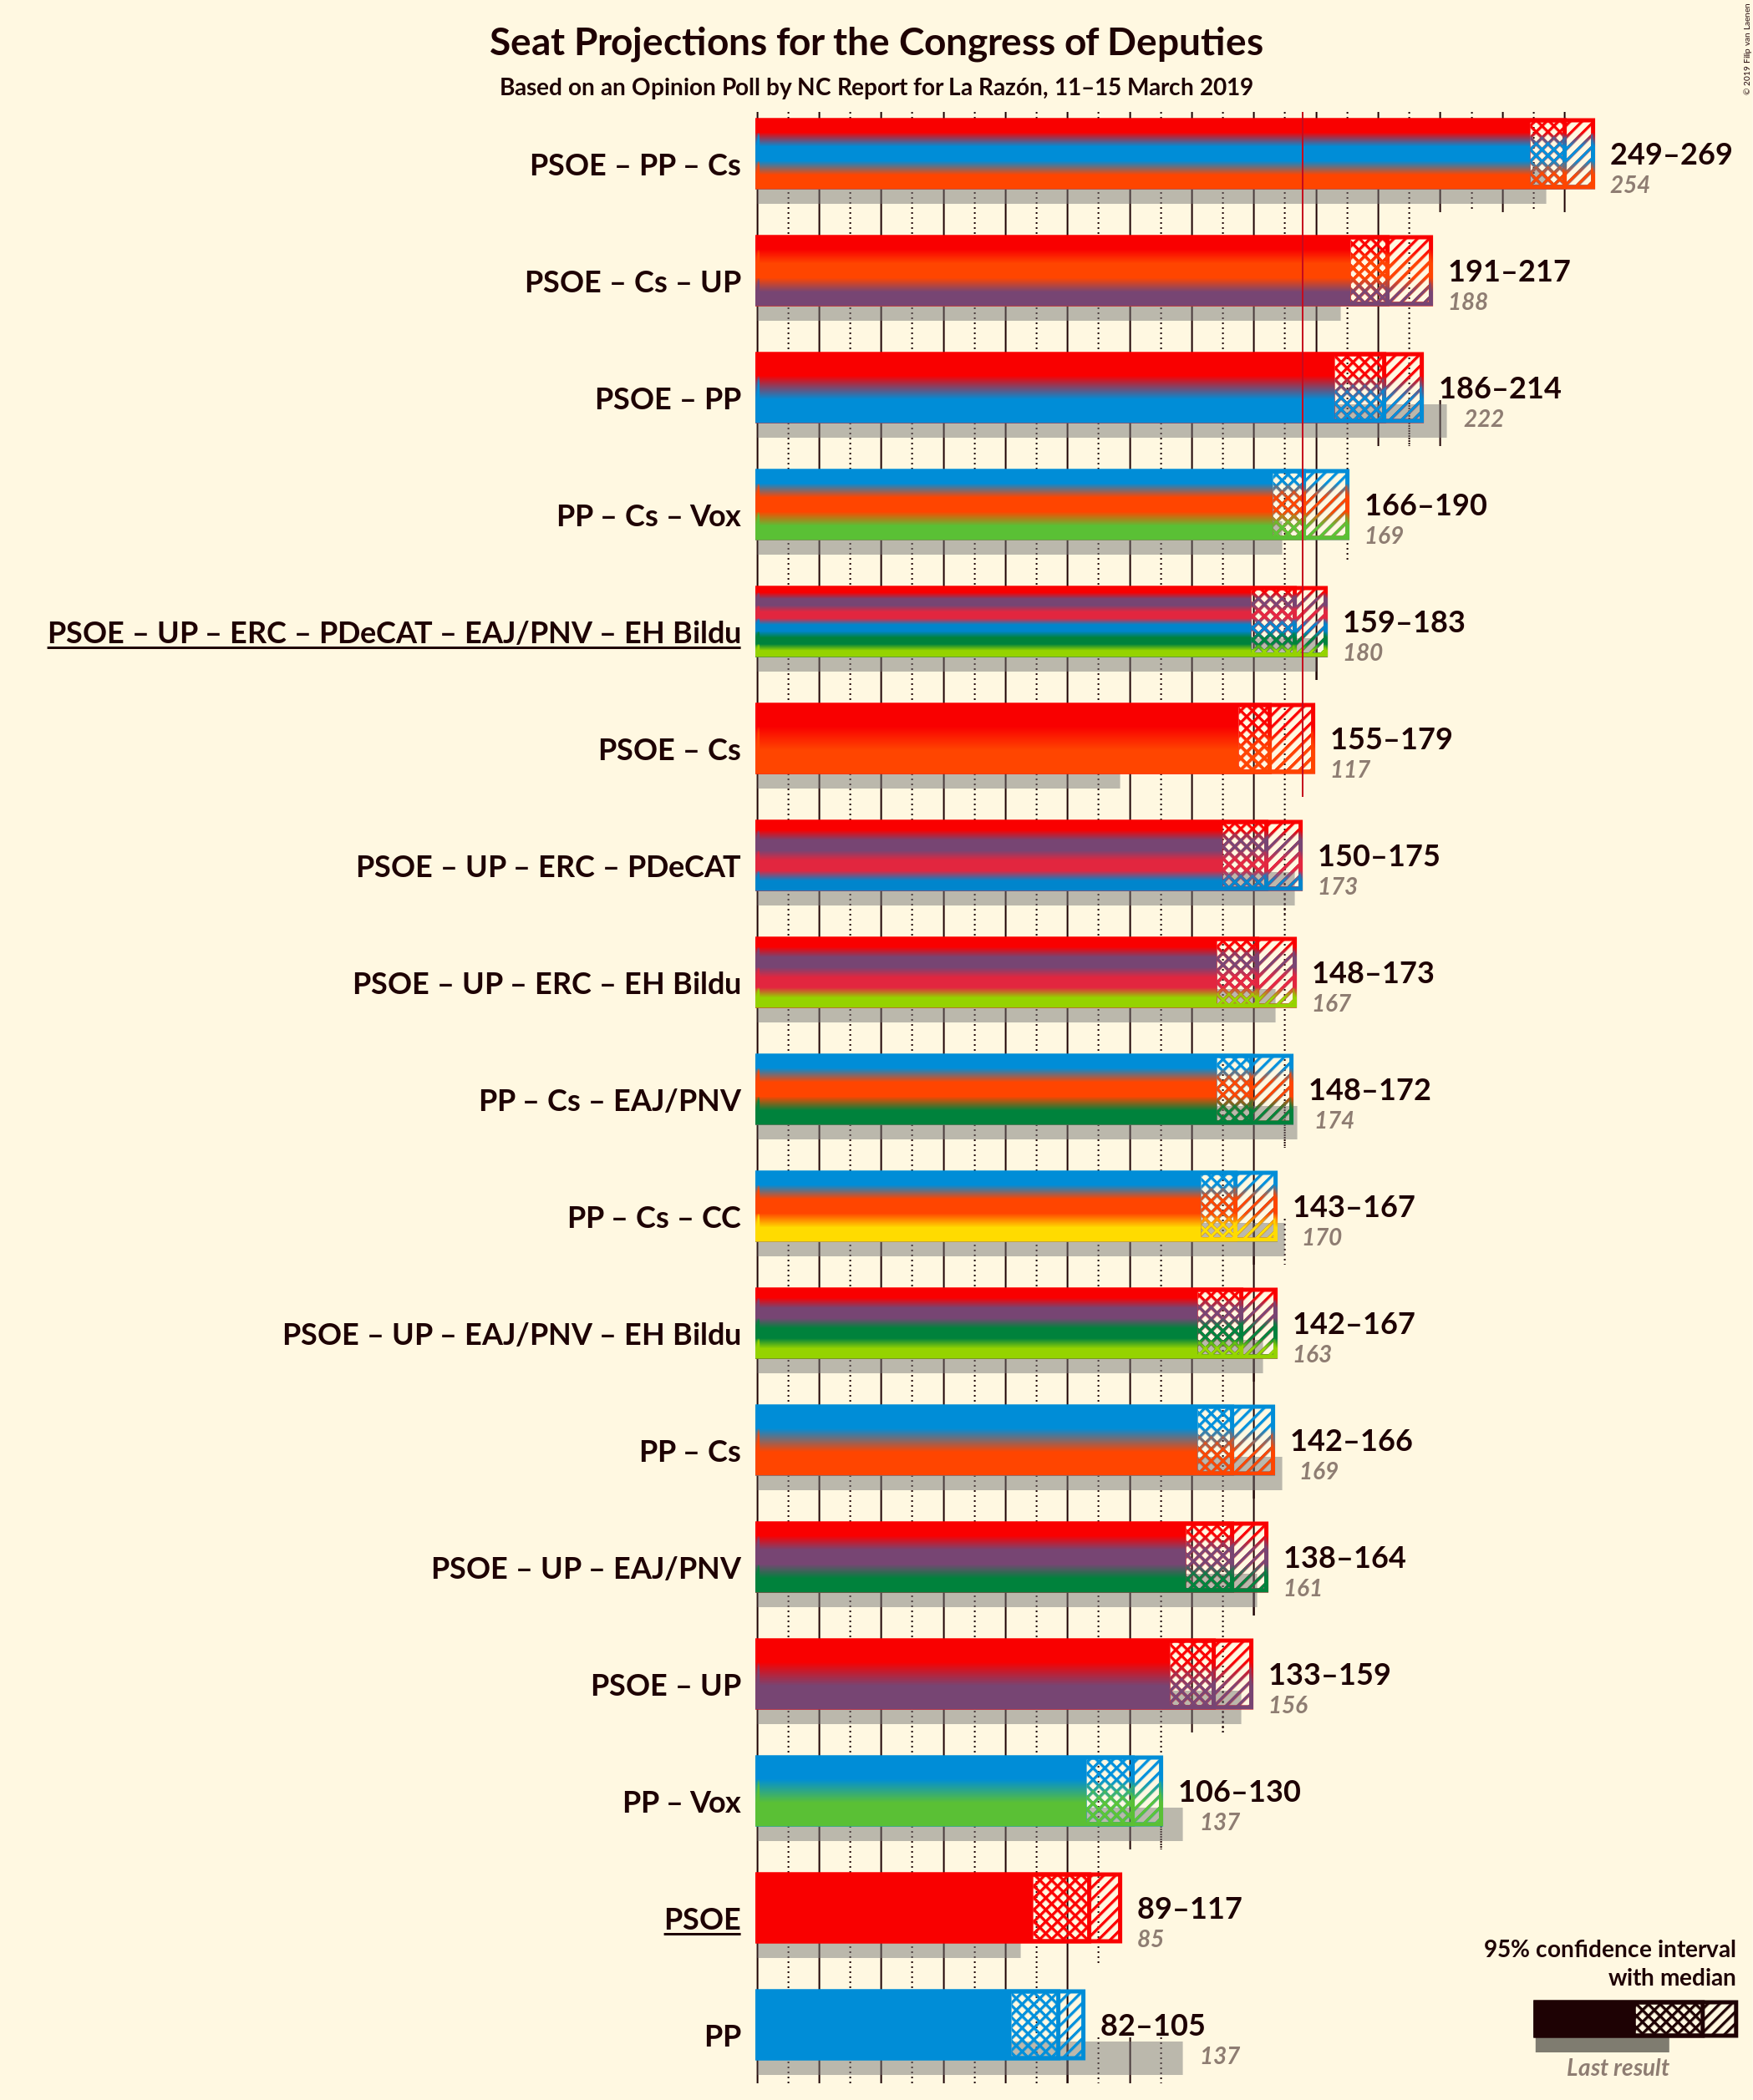 Seat Projections for the Congress of Deputies
Based on an Opinion Poll by NC Report for La Razón, 11–15 March 2019
© 2019 Filip van Laenen
PSOE – PP – Cs
249–269
254
PSOE – Cs – UP
191–217
188
PSOE – PP
186–214
222
PP – Cs – Vox
166–190
169
PSOE – UP – ERC – PDeCAT – EAJ/PNV – EH Bildu
159–183
180
PSOE – Cs
155–179
117
PSOE – UP – ERC – PDeCAT
150–175
173
PSOE – UP – ERC – EH Bildu
148–173
167
PP – Cs – EAJ/PNV
148–172
174
PP – Cs – CC
143–167
170
PSOE – UP – EAJ/PNV – EH Bildu
142–167
163
PP – Cs
142–166
169
PSOE – UP – EAJ/PNV
138–164
161
PSOE – UP
133–159
156
PP – Vox
106–130
137
PSOE
89–117
85
PP
82–105
137
95% confidence interval
with median
Last result